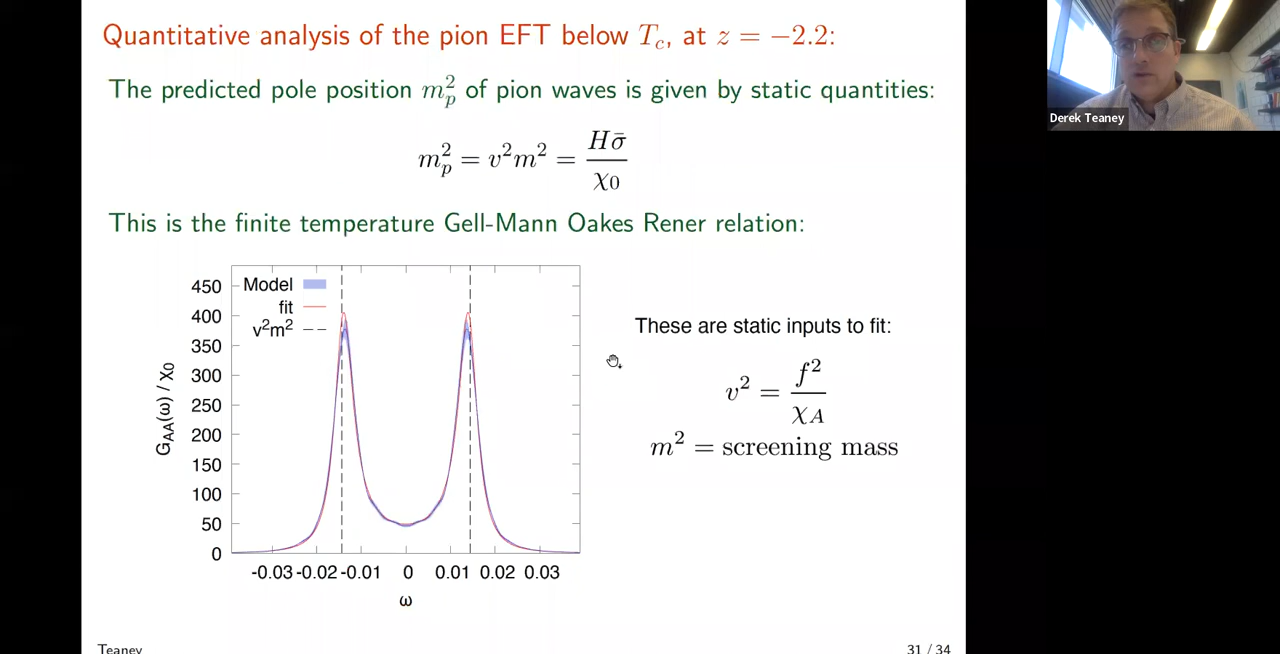 Quantitative analysis of the pion EFT below T_c, at z = −2.2:
The predicted pole position m_p^2 of pion waves is given by static quantities:
m_p^2 = v^2 m^2 = Hσ̄ / χ_0
This is the finite temperature Gell-Mann Oakes Rener relation:
450
400
350
300
250
200
150
100
50
0
G_AA(ω) / χ_0
Model
fit
v^2m^2
-0.03 -0.02 -0.01 0 0.01 0.02 0.03
ω
These are static inputs to fit:
v^2 = f^2 / χ_A
m^2 = screening mass
Teaney
31 / 34
Derek Teaney